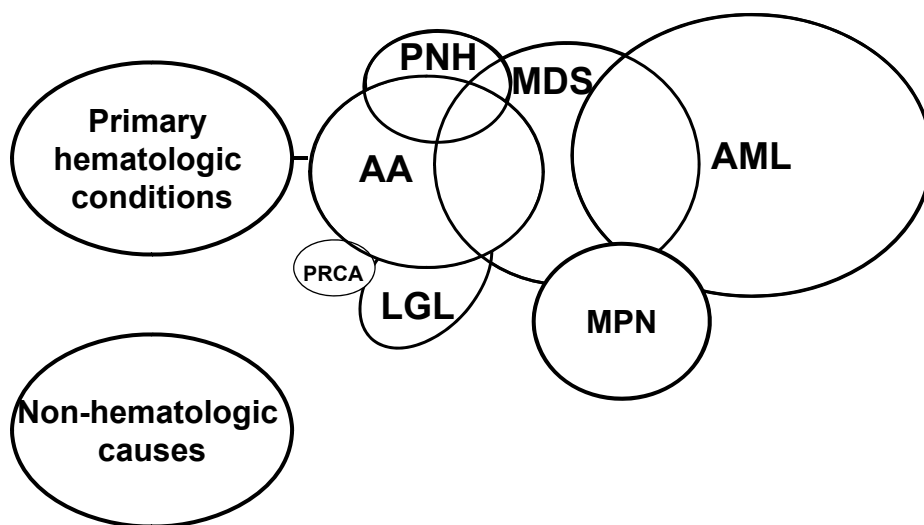 PNH
MDS
Primary
hematologic
conditions
AA
AML
PRCA
LGL
MPN
Non-hematologic
causes